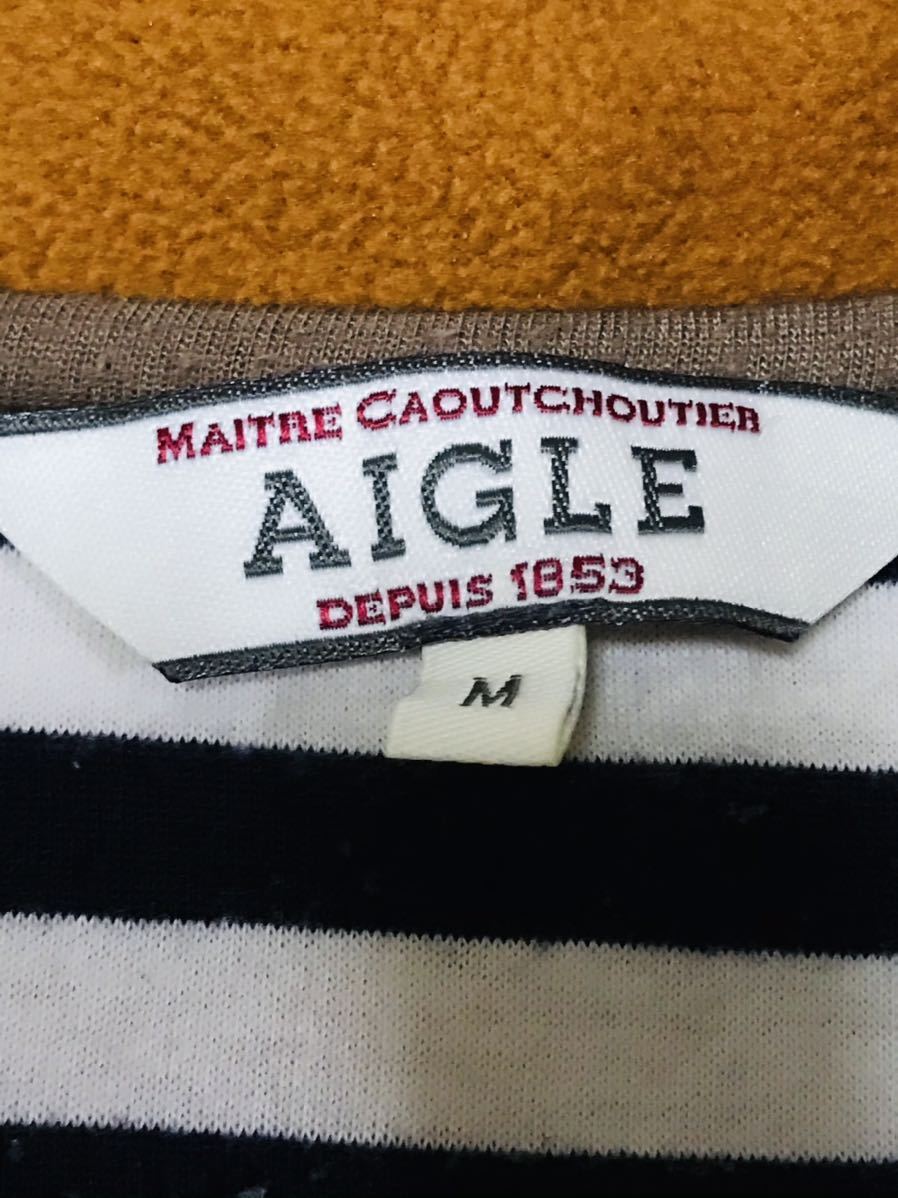 MAITRE CAOUTCHOUTIER
AIGLE
DEPUIS 1853
M